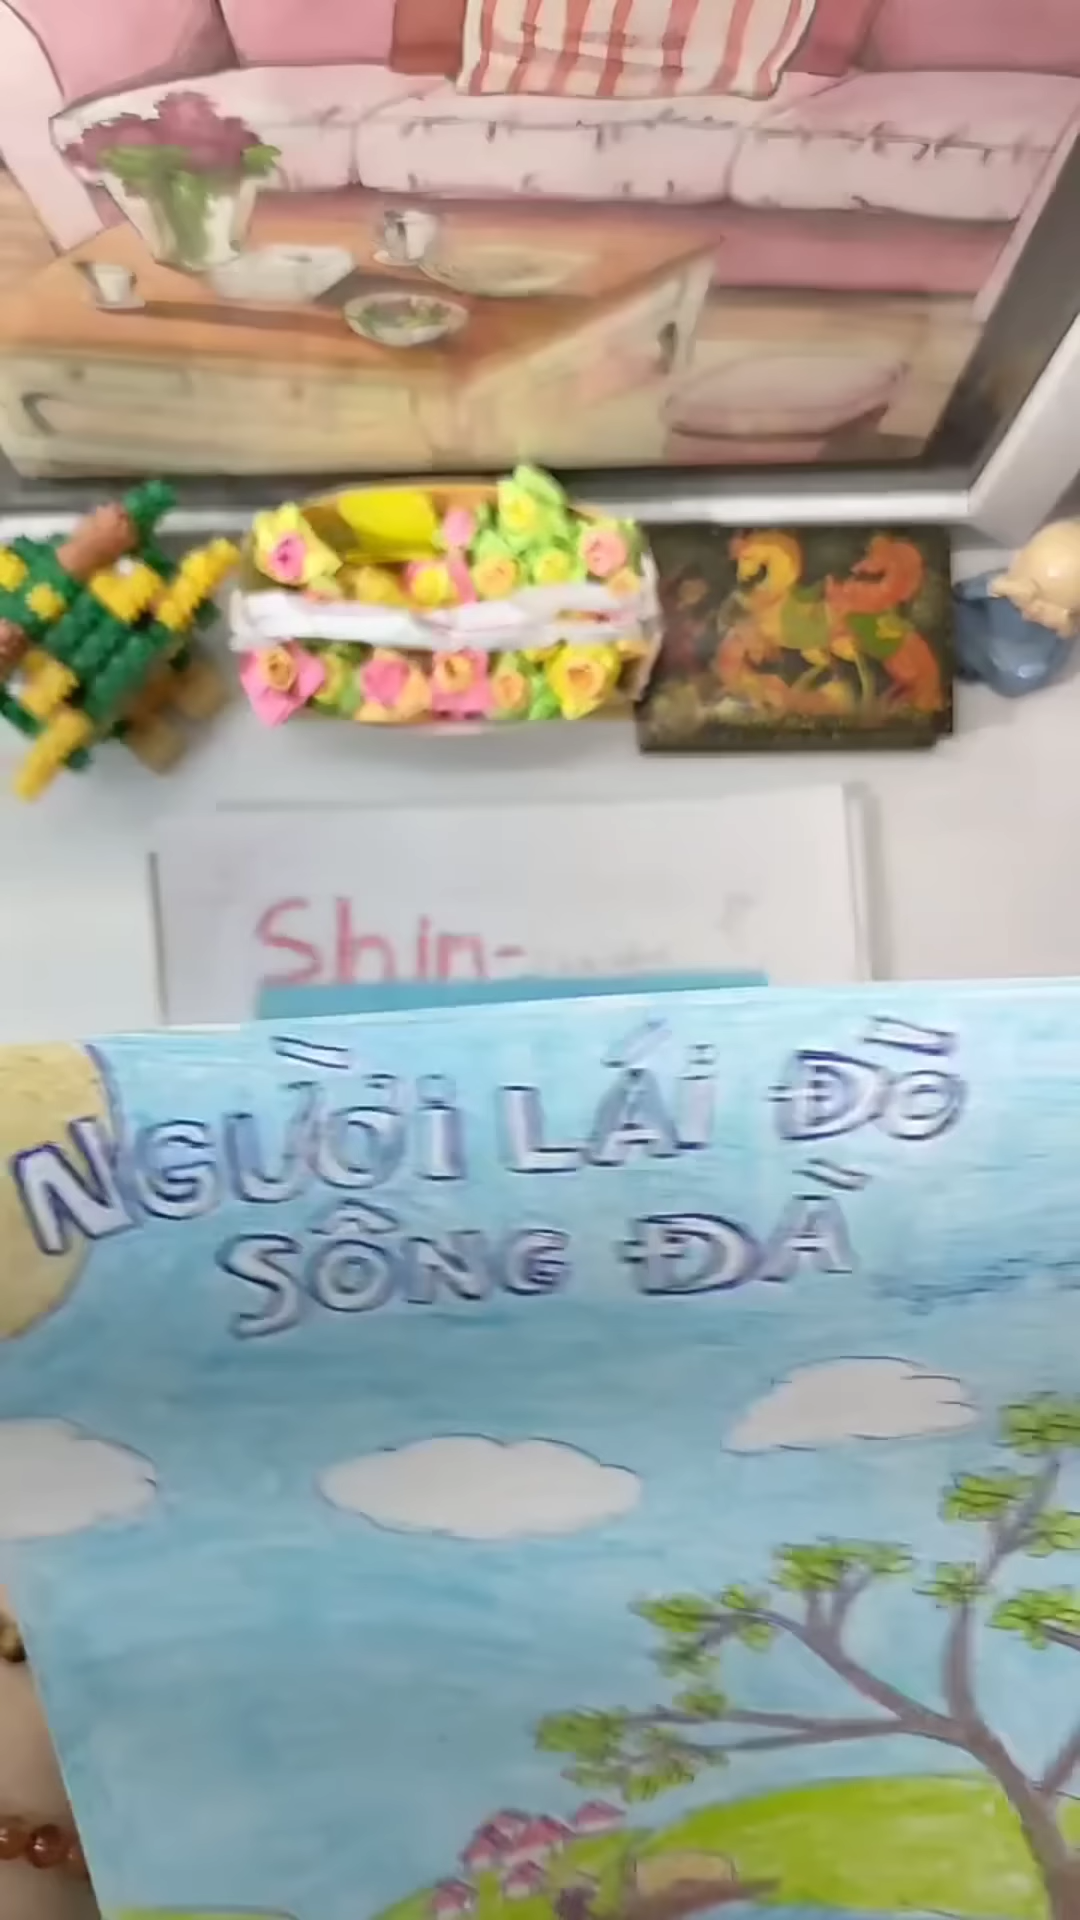 Shin-
NGƯỜI LÁI ĐÒ
SÔNG ĐÀ